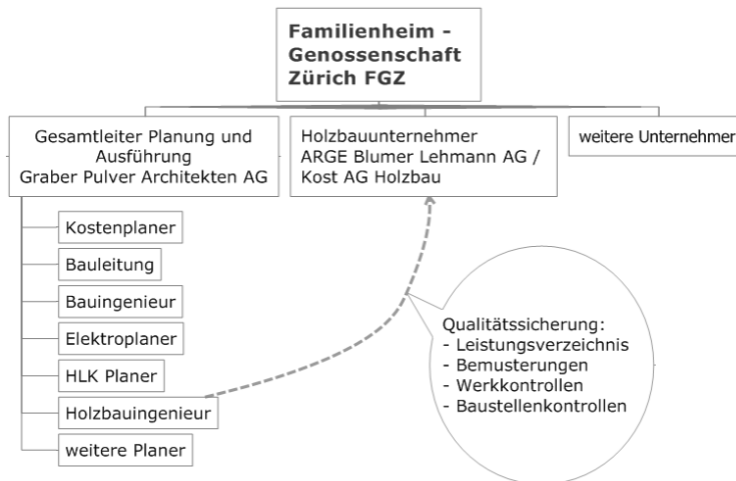 Familienheim -
Genossenschaft
Zürich FGZ
Gesamtleiter Planung und
Ausführung
Graber Pulver Architekten AG
Holzbauunternehmer
ARGE Blumer Lehmann AG /
Kost AG Holzbau
weitere Unternehmer
Kostenplaner
Bauleitung
Bauingenieur
Elektroplaner
HLK Planer
Holzbauingenieur
weitere Planer
Qualitätssicherung:
- Leistungsverzeichnis
- Bemusterungen
- Werkkontrollen
- Baustellenkontrollen